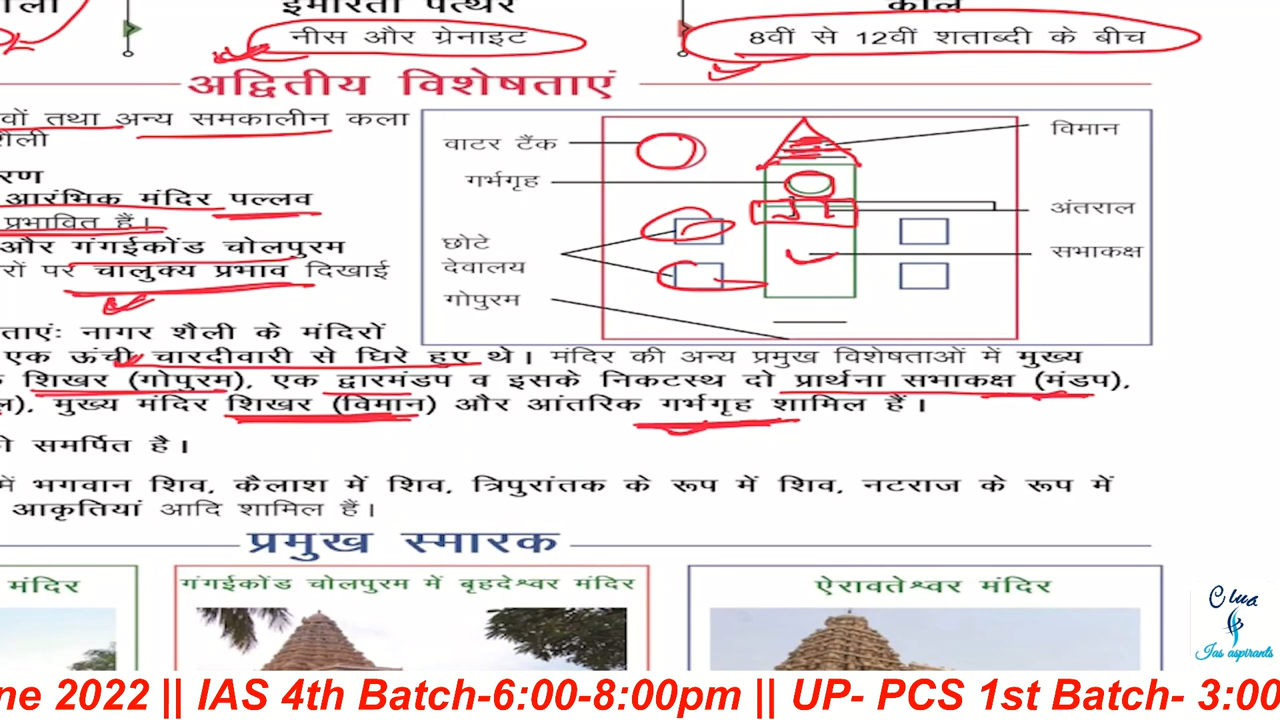 इमारती पत्थर
काल
नीस और ग्रेनाइट
8वीं से 12वीं शताब्दी के बीच
अद्वितीय विशेषताएं
वों तथा अन्य समकालीन कला
शैली
रण
आरंभिक मंदिर पल्लव
प्रभावित हैं।
और गंगईकोंड चोलपुरम
रों पर चालुक्य प्रभाव दिखाई
वाटर टैंक
गर्भगृह
छोटे
देवालय
गोपुरम
विमान
अंतराल
सभाकक्ष
ताएंः नागर शैली के मंदिरों
एक ऊंची चारदीवारी से घिरे हुए थे। मंदिर की अन्य प्रमुख विशेषताओं में मुख्य
शिखर (गोपुरम), एक द्वारमंडप व इसके निकटस्थ दो प्रार्थना सभाकक्ष (मंडप),
मुख्य मंदिर शिखर (विमान) और आंतरिक गर्भगृह शामिल हैं।
समर्पित है।
में भगवान शिव, कैलाश में शिव, त्रिपुरांतक के रूप में शिव, नटराज के रूप में
आकृतियां आदि शामिल हैं।
प्रमुख स्मारक
मंदिर
गंगईकोंड चोलपुरम में बृहदेश्वर मंदिर
ऐरावतेश्वर मंदिर
Ias aspirants
ne 2022 || IAS 4th Batch-6:00-8:00pm || UP- PCS 1st Batch- 3:00